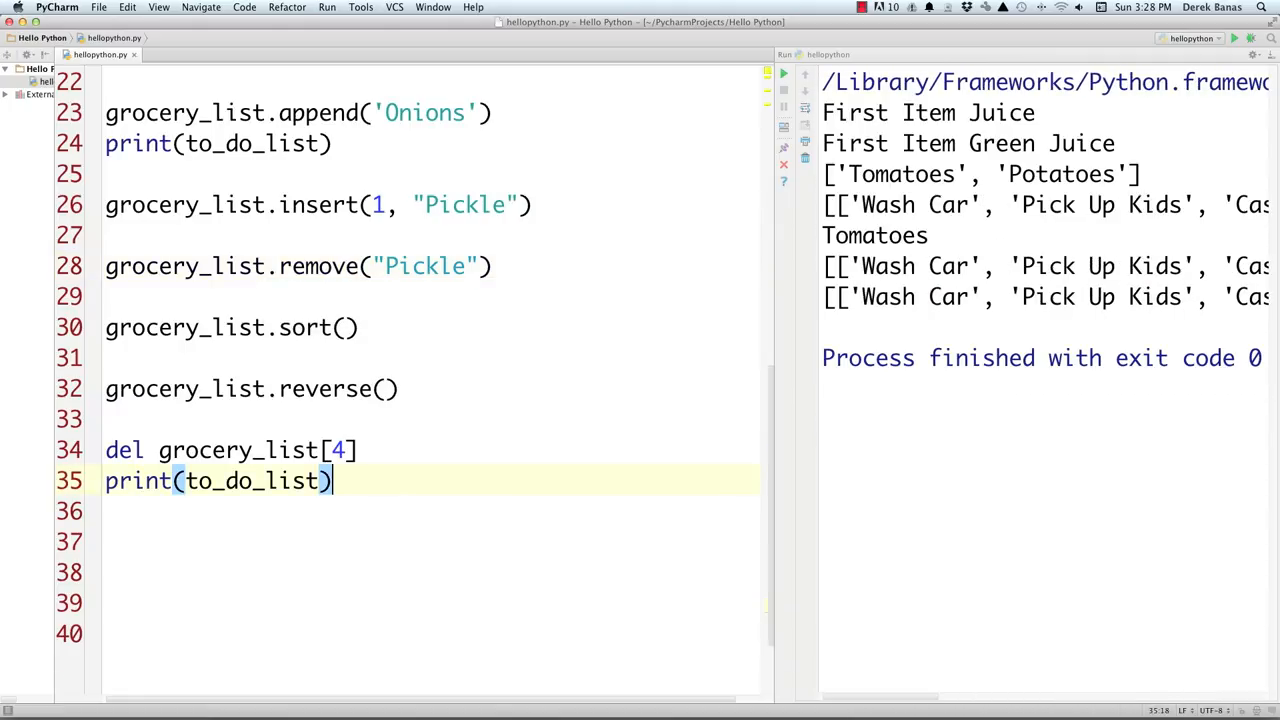 PyCharm File Edit View Navigate Code Refactor Run Tools VCS Window Help 10 Sun 3:28 PM Derek Banas
hellopython.py - Hello Python - [~/PycharmProjects/Hello Python]
Hello Python hellopython.py hellopython
hellopython.py Run hellopython
Hello P
hell
Extern
22
23 grocery_list.append('Onions')
24 print(to_do_list)
25
26 grocery_list.insert(1, "Pickle")
27
28 grocery_list.remove("Pickle")
29
30 grocery_list.sort()
31
32 grocery_list.reverse()
33
34 del grocery_list[4]
35 print(to_do_list)
36
37
38
39
40
/Library/Frameworks/Python.framewo
First Item Juice
First Item Green Juice
['Tomatoes', 'Potatoes']
[['Wash Car', 'Pick Up Kids', 'Cas
Tomatoes
[['Wash Car', 'Pick Up Kids', 'Cas
[['Wash Car', 'Pick Up Kids', 'Cas
Process finished with exit code 0
35:18 LF UTF-8